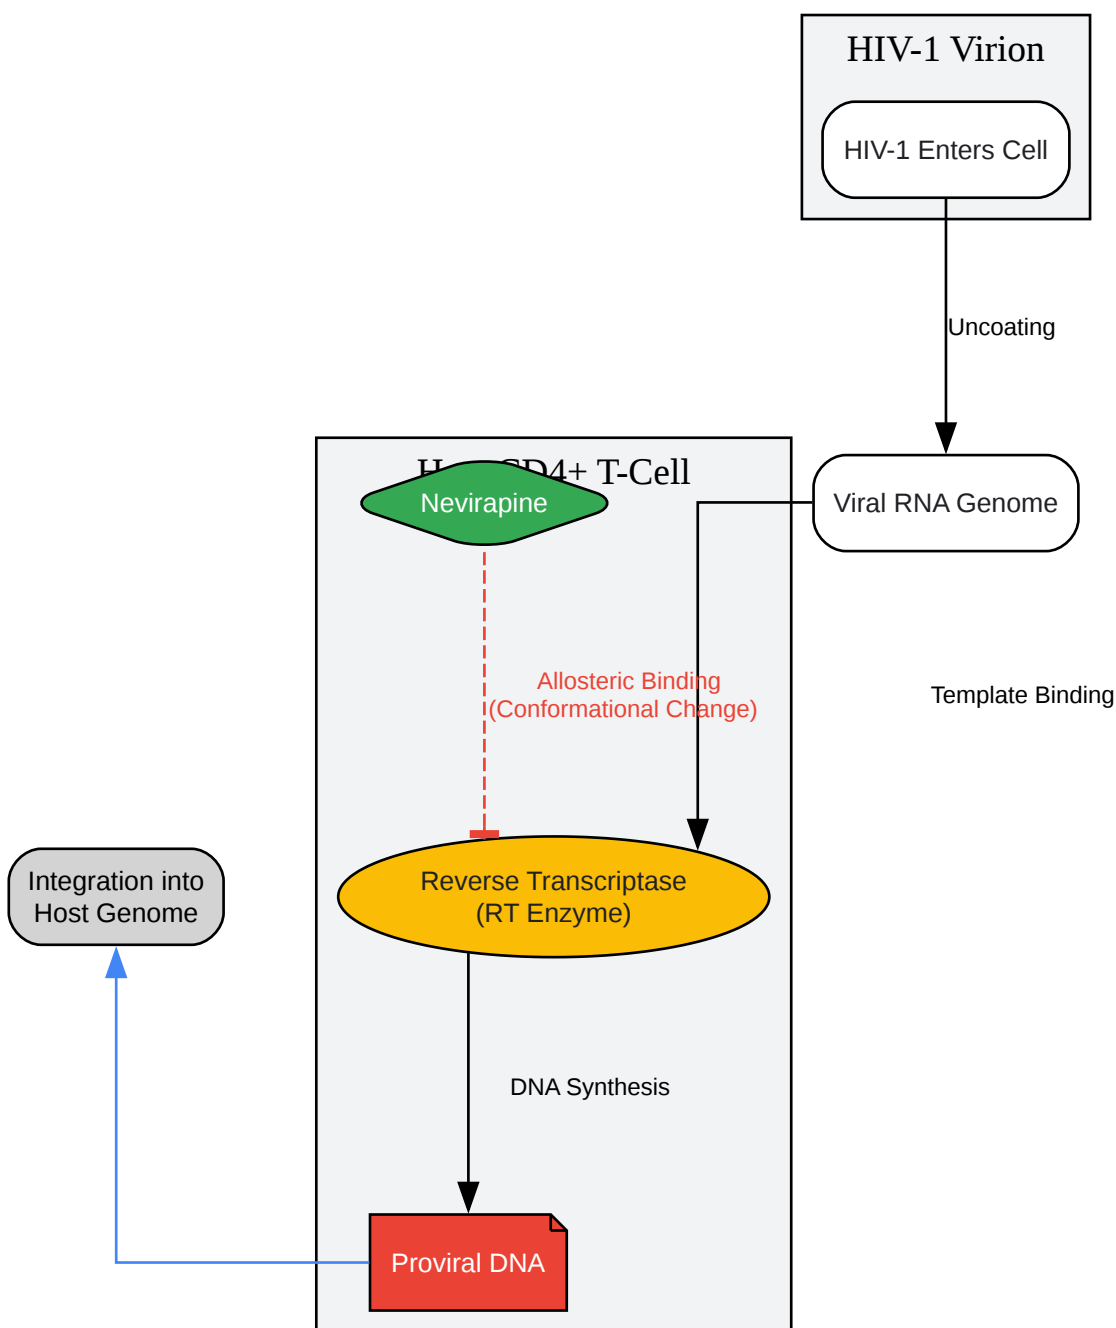 HIV-1 Virion
HIV-1 Enters Cell
Uncoating
CD4+ T-Cell
Nevirapine
Viral RNA Genome
Allosteric Binding
(Conformational Change)
Template Binding
Reverse Transcriptase
(RT Enzyme)
Integration into
Host Genome
DNA Synthesis
Proviral DNA